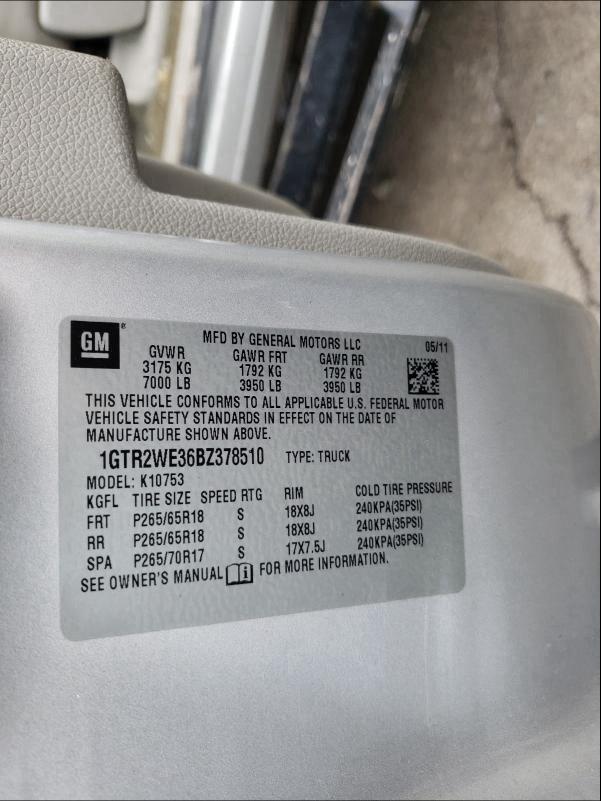 GM ® MFD BY GENERAL MOTORS LLC 05/11
GVWR GAWR FRT GAWR RR
3175 KG 1792 KG 1792 KG
7000 LB 3950 LB 3950 LB
THIS VEHICLE CONFORMS TO ALL APPLICABLE U.S. FEDERAL MOTOR
VEHICLE SAFETY STANDARDS IN EFFECT ON THE DATE OF
MANUFACTURE SHOWN ABOVE.
1GTR2WE36BZ378510 TYPE: TRUCK
MODEL: K10753
KGFL TIRE SIZE SPEED RTG RIM COLD TIRE PRESSURE
FRT P265/65R18 S 18X8J 240KPA(35PSI)
RR P265/65R18 S 18X8J 240KPA(35PSI)
SPA P265/70R17 S 17X7.5J 240KPA(35PSI)
SEE OWNER'S MANUAL i FOR MORE INFORMATION.